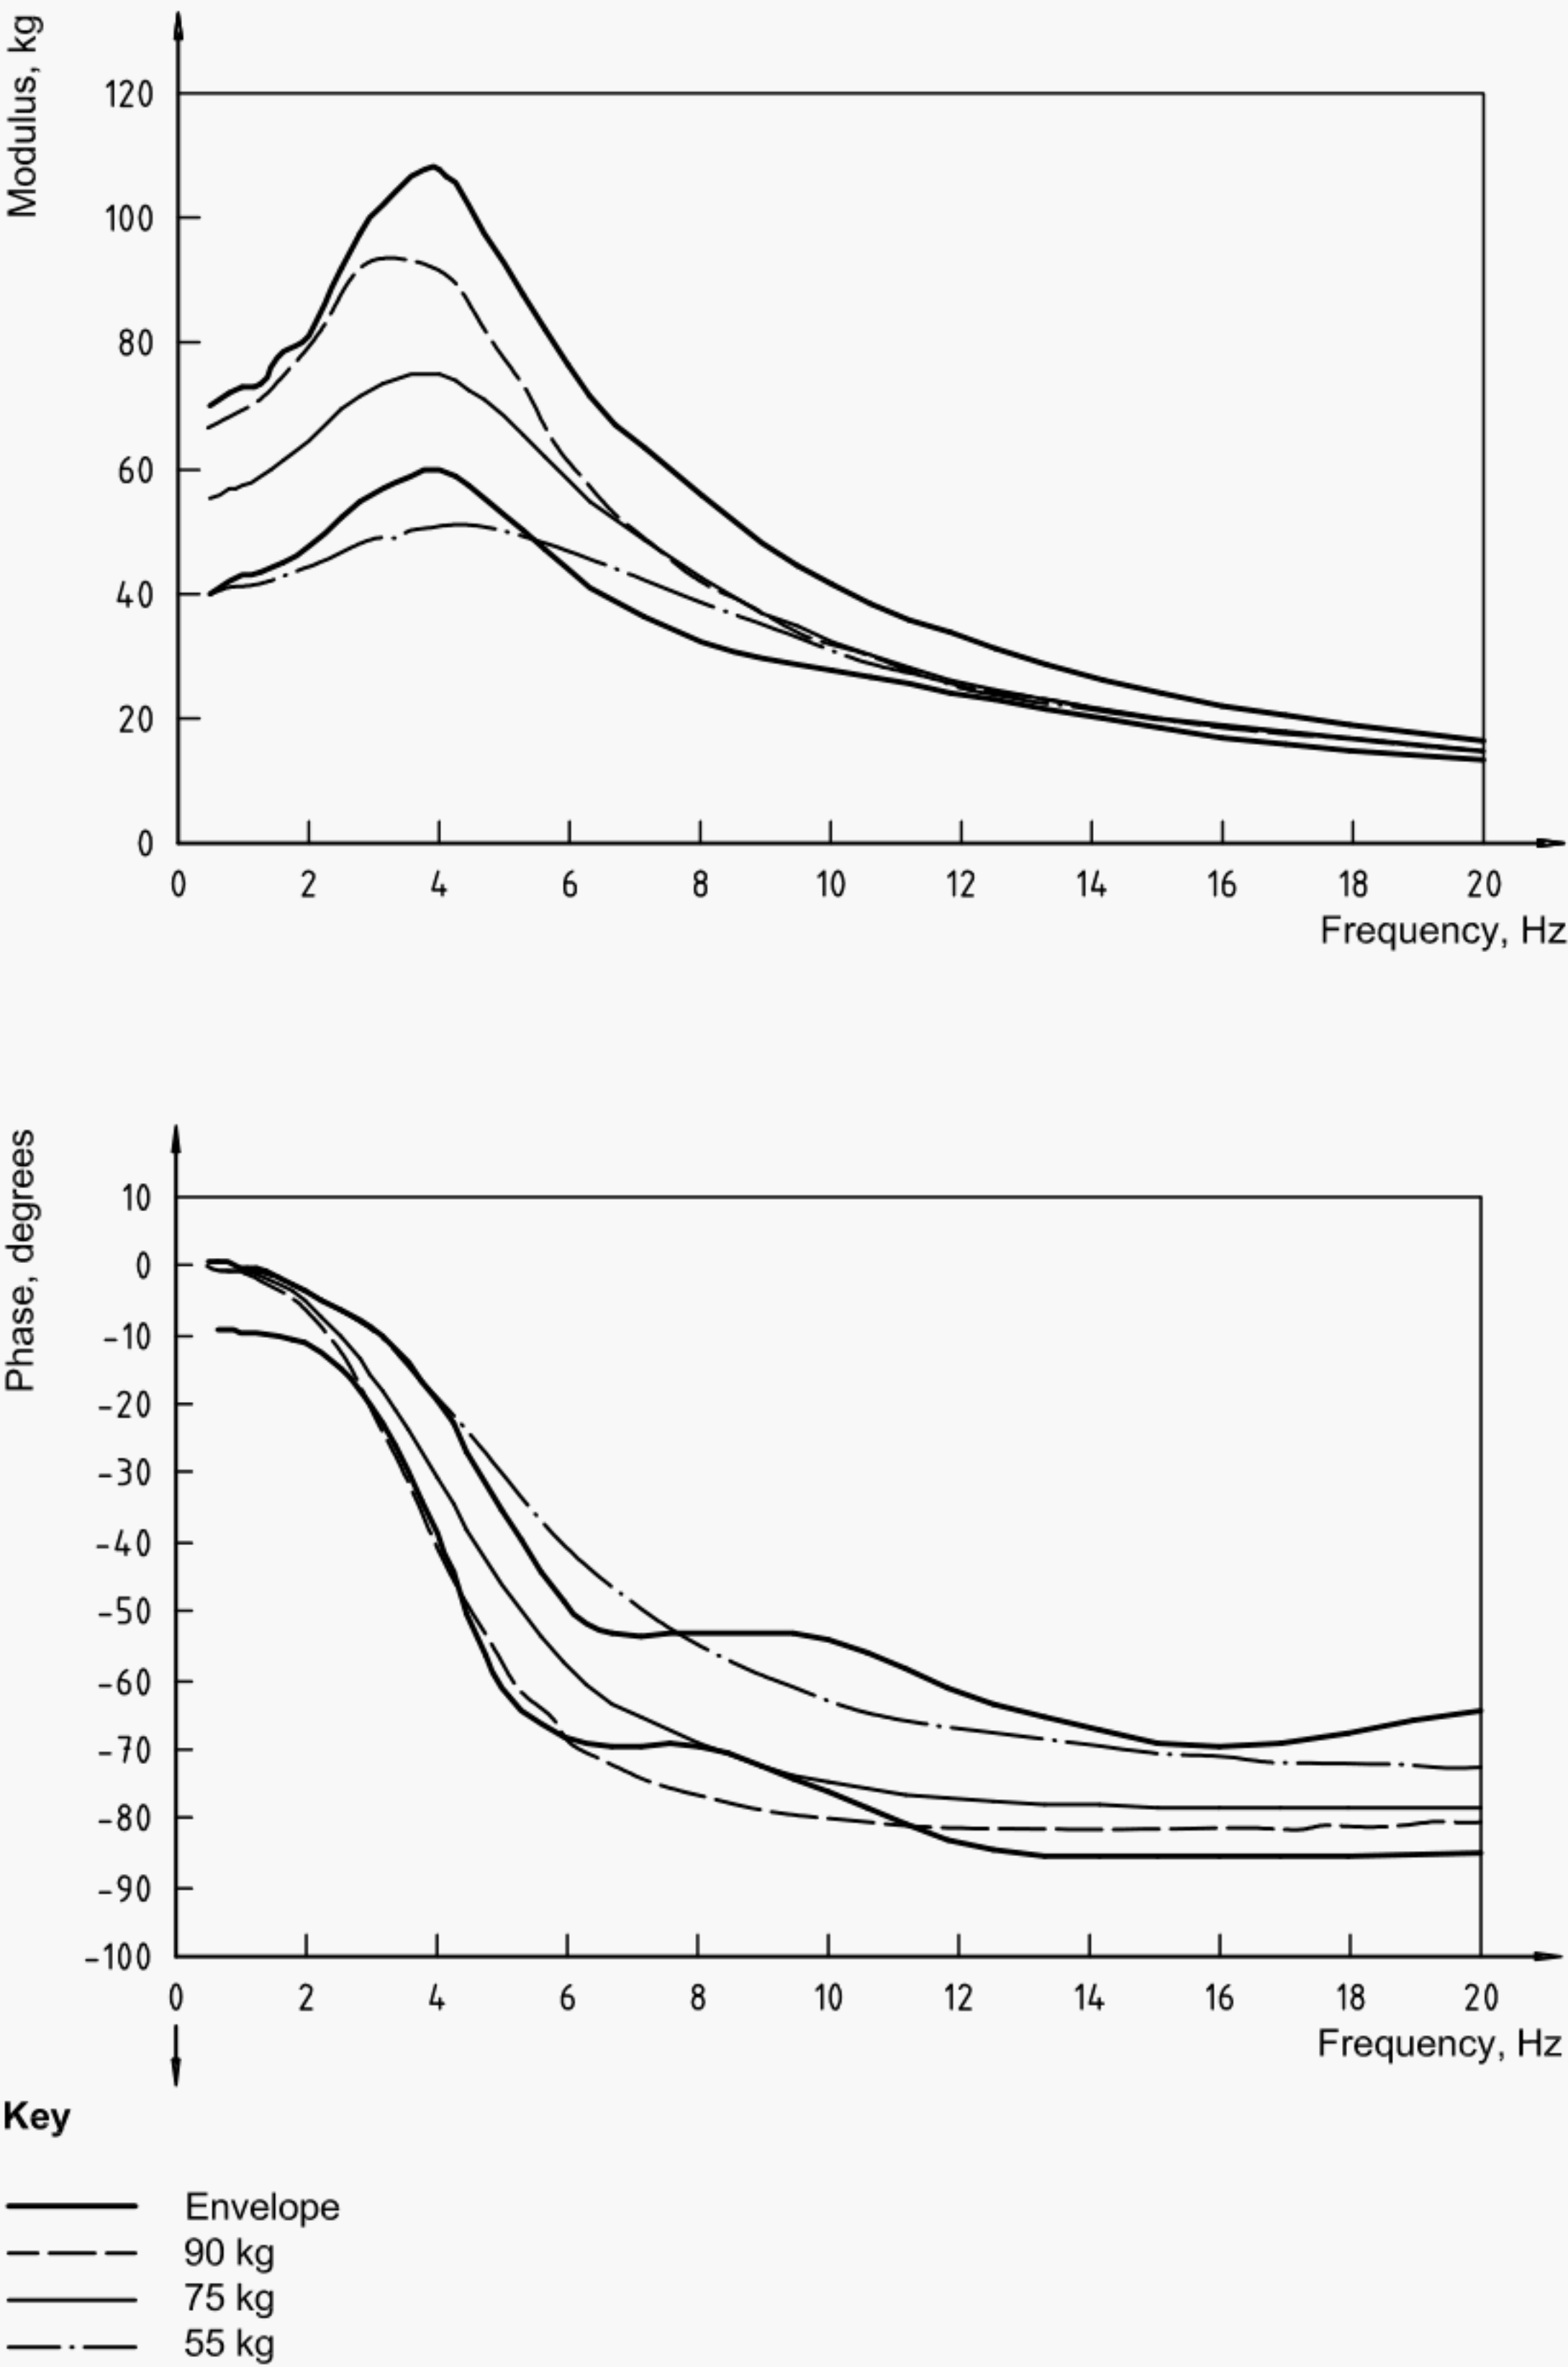 Modulus, kg
120
100
80
60
40
20
0
0 2 4 6 8 10 12 14 16 18 20
Frequency, Hz
Phase, degrees
10
0
-10
-20
-30
-40
-50
-60
-70
-80
-90
-100
0 2 4 6 8 10 12 14 16 18 20
Frequency, Hz
Key
Envelope
90 kg
75 kg
55 kg